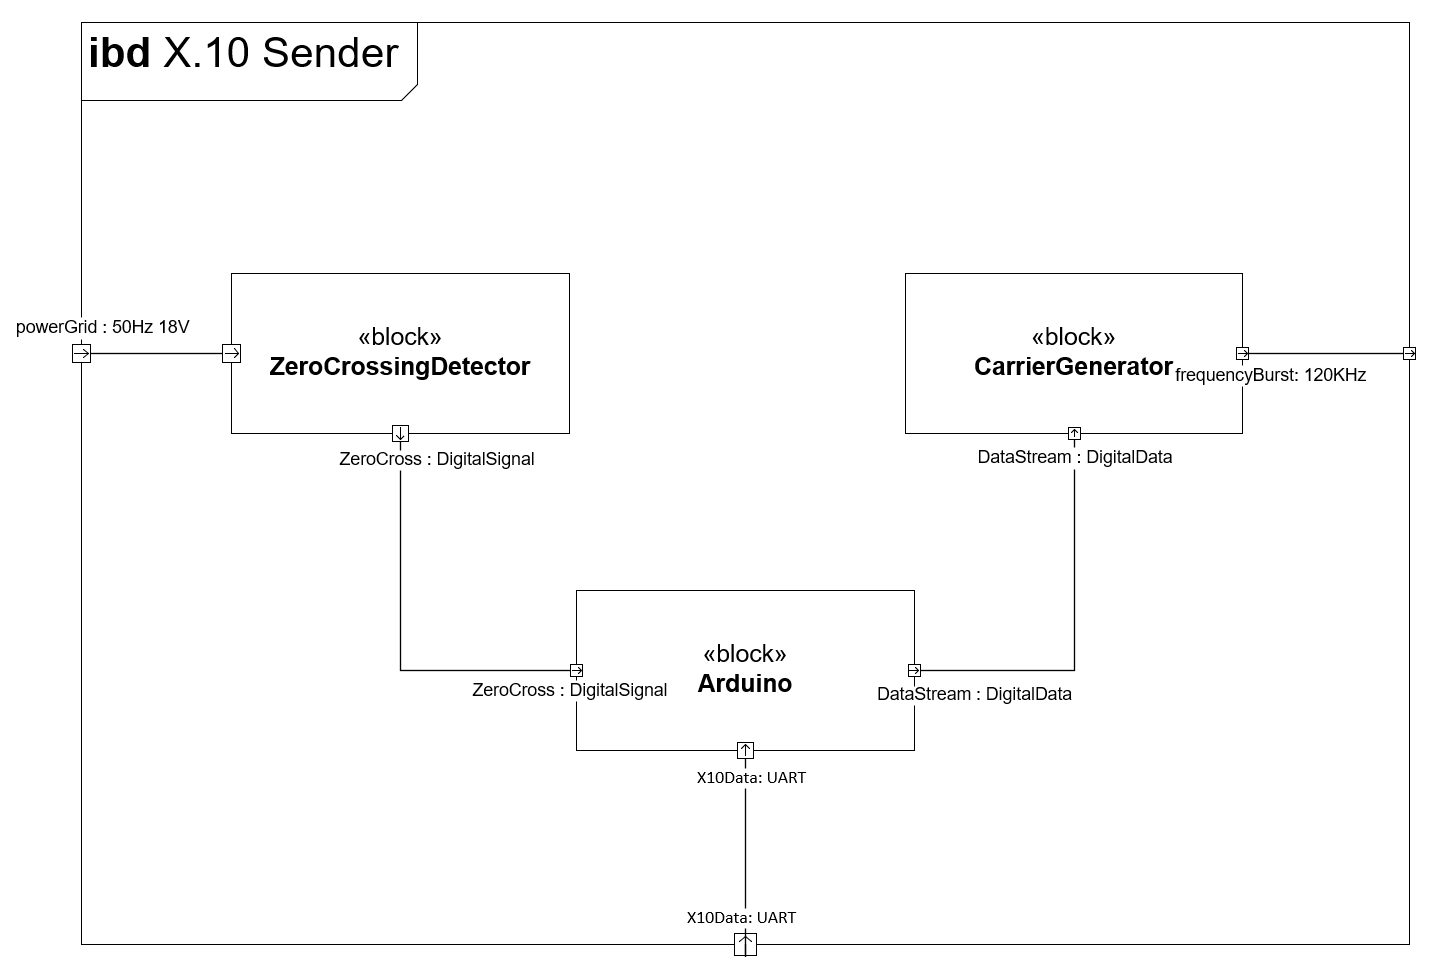 ibd X.10 Sender
powerGrid : 50Hz 18V
«block»
ZeroCrossingDetector
«block»
CarrierGenerator
frequencyBurst: 120KHz
ZeroCross : DigitalSignal
DataStream : DigitalData
«block»
Arduino
ZeroCross : DigitalSignal
DataStream : DigitalData
X10Data: UART
X10Data: UART